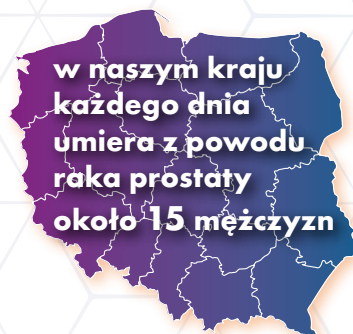 w naszym kraju
każdego dnia
umiera z powodu
raka prostaty
około 15 mężczyzn